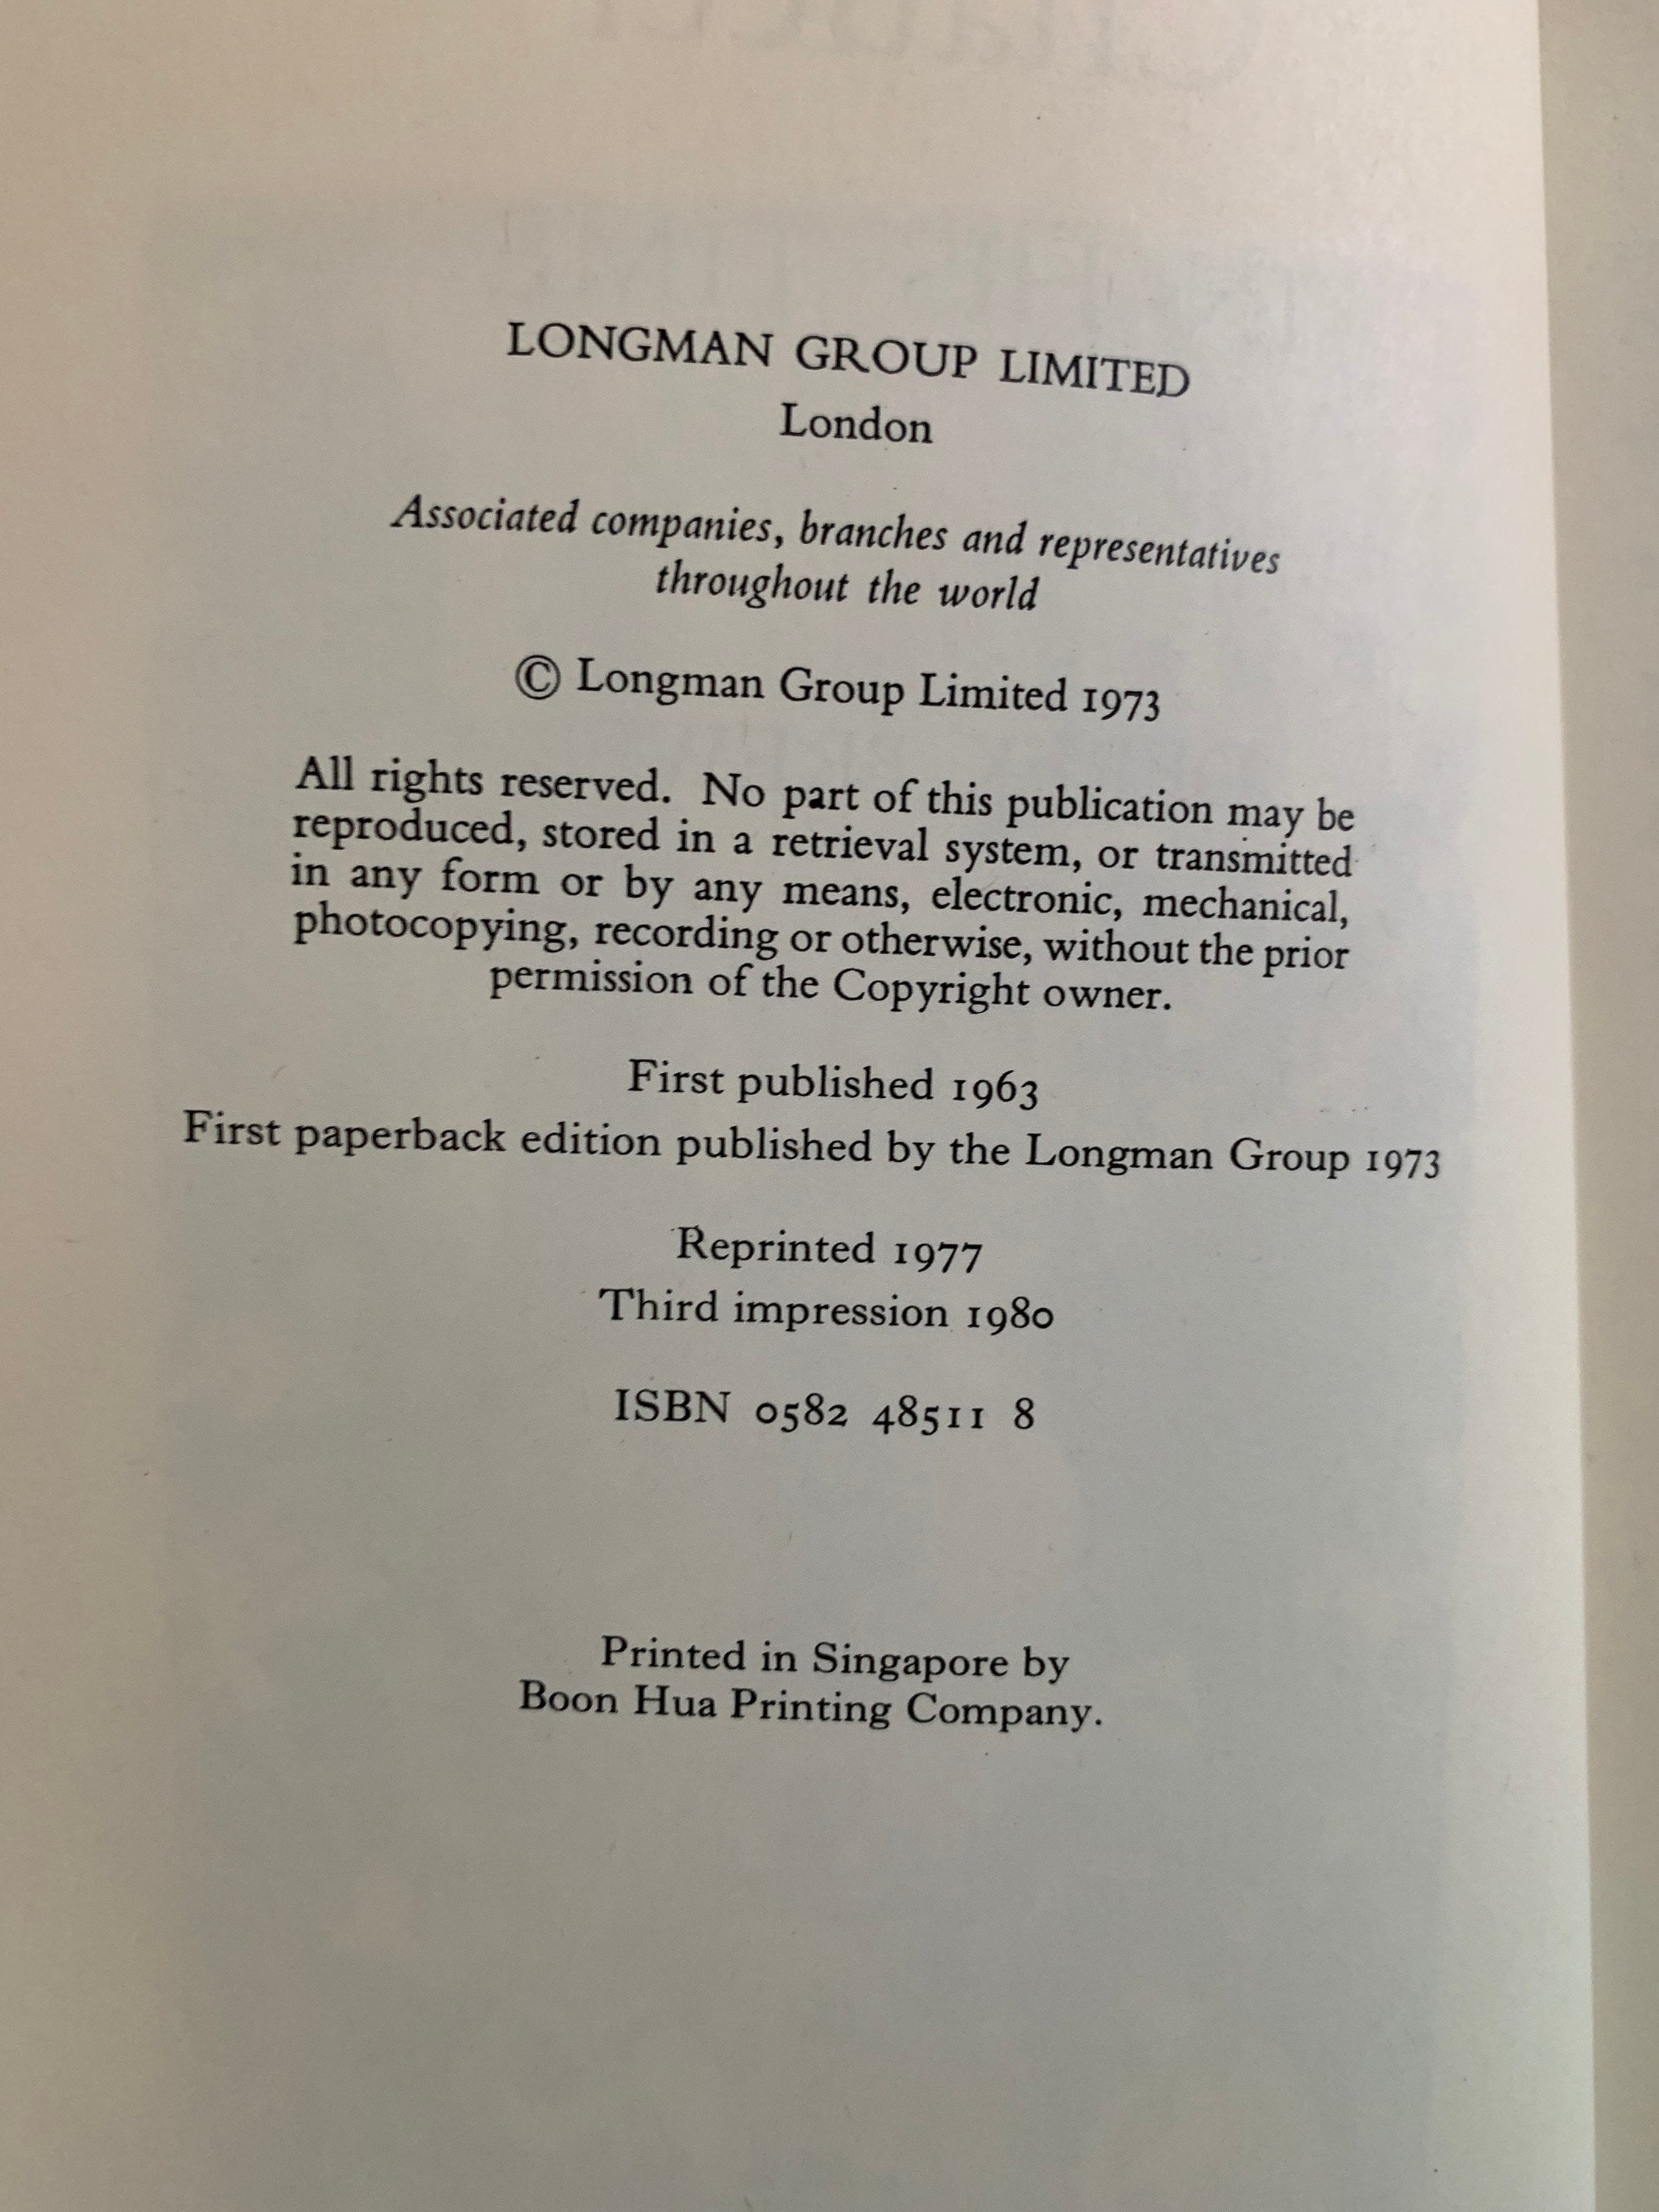 LONGMAN GROUP LIMITED
London
Associated companies, branches and representatives
throughout the world
© Longman Group Limited 1973
All rights reserved. No part of this publication may be
reproduced, stored in a retrieval system, or transmitted
in any form or by any means, electronic, mechanical,
photocopying, recording or otherwise, without the prior
permission of the Copyright owner.
First published 1963
First paperback edition published by the Longman Group 1973
Reprinted 1977
Third impression 1980
ISBN 0582 48511 8
Printed in Singapore by
Boon Hua Printing Company.